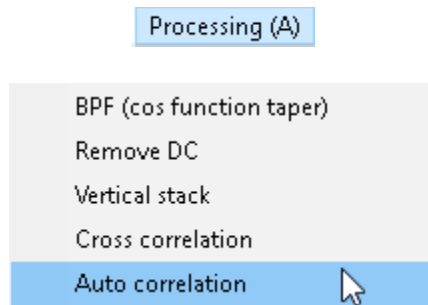 Processing (A)
BPF (cos function taper)
Remove DC
Vertical stack
Cross correlation
Auto correlation